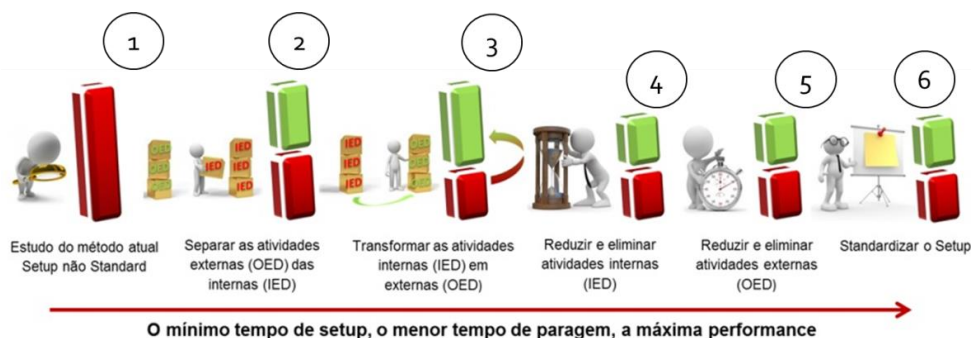 1
2
3
4
5
6
OED
OED
OED
IED
IED
IED
IED
IED
IED
IED
OED
OED
OED
Estudo do método atual
Setup não Standard
Separar as atividades
externas (OED) das
internas (IED)
Transformar as atividades
internas (IED) em
externas (OED)
Reduzir e eliminar
atividades internas
(IED)
Reduzir e eliminar
atividades externas
(OED)
Standardizar o Setup
O mínimo tempo de setup, o menor tempo de paragem, a máxima performance